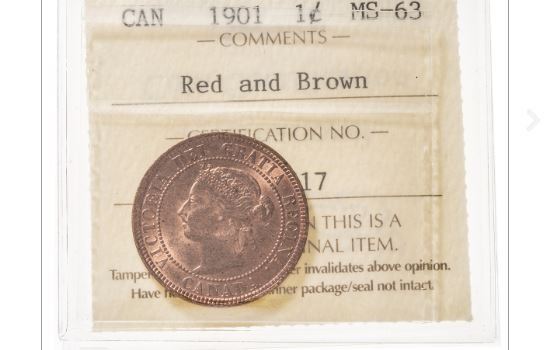 CAN 1901 1¢ MS-63
— COMMENTS —
Red and Brown
— CERTIFICATION NO. —
17
THIS IS A
ITEM.
VICTORIA DEI GRATIA REGINA.
CANADA
Tamper invalidates above opinion.
Have package/seal not intact.